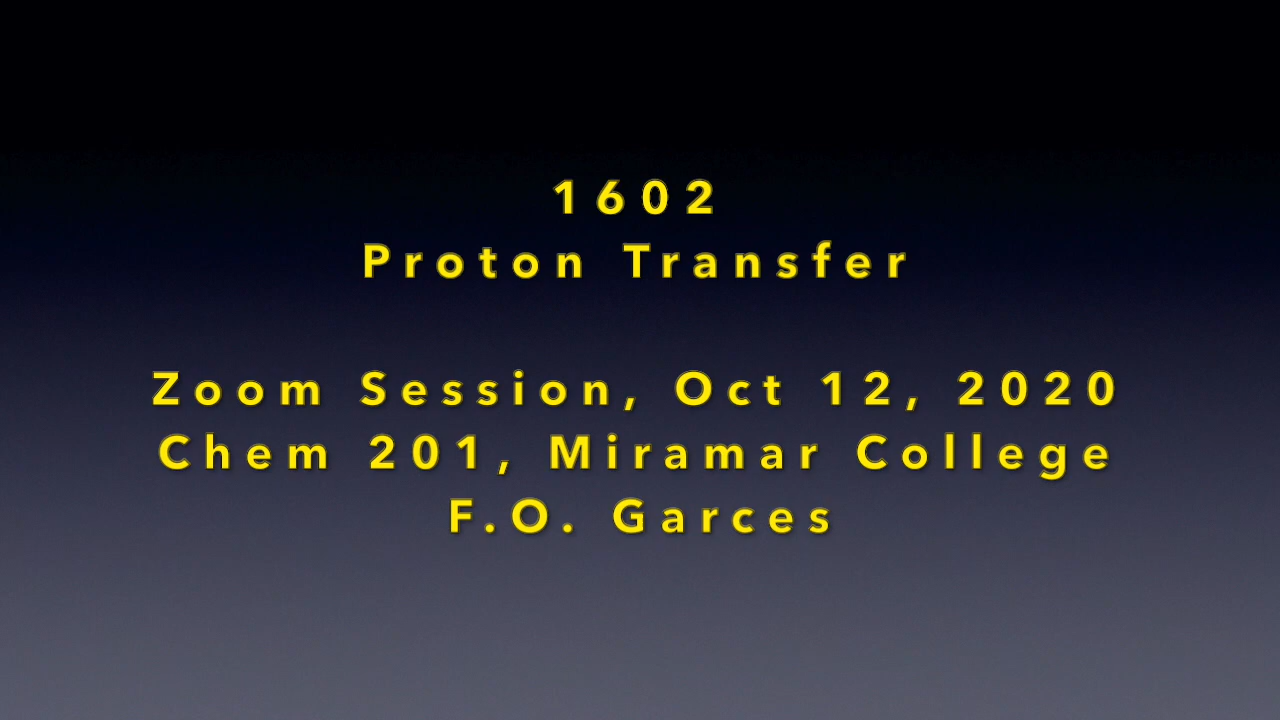 1602
Proton Transfer
Zoom Session, Oct 12, 2020
Chem 201, Miramar College
F.O. Garces